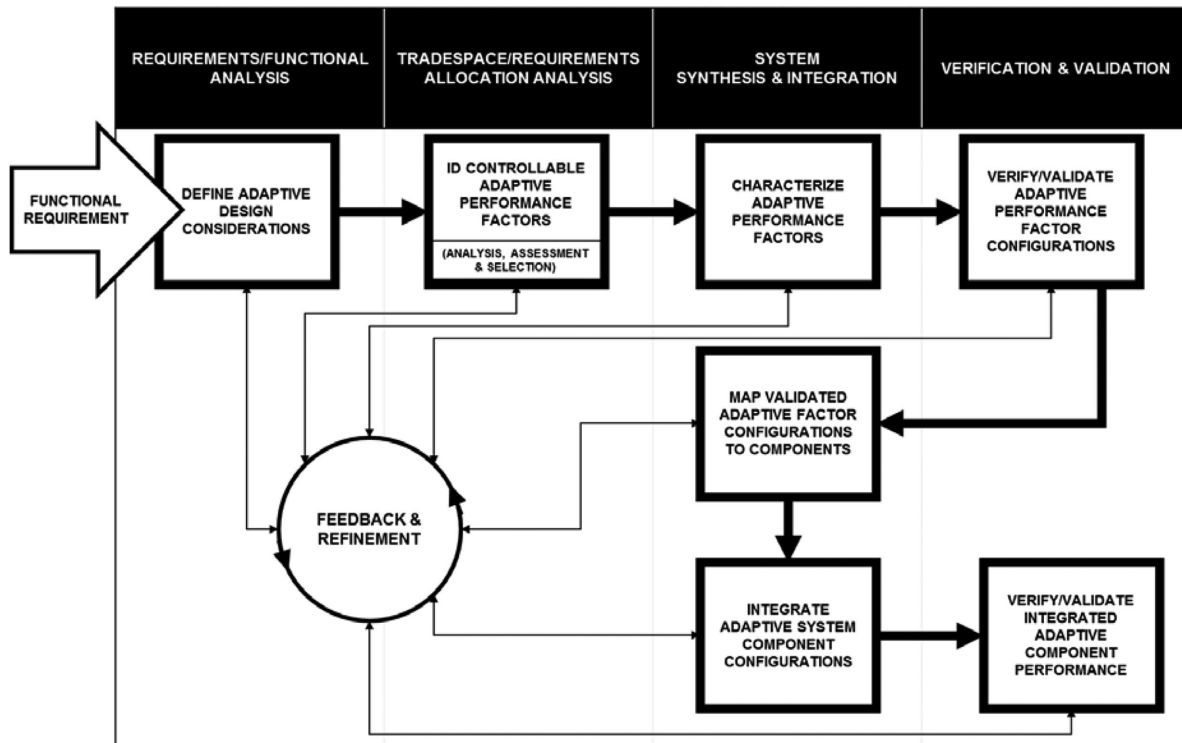 REQUIREMENTS/FUNCTIONAL
ANALYSIS
TRADESPACE/REQUIREMENTS
ALLOCATION ANALYSIS
SYSTEM
SYNTHESIS & INTEGRATION
VERIFICATION & VALIDATION
FUNCTIONAL
REQUIREMENT
DEFINE ADAPTIVE
DESIGN
CONSIDERATIONS
ID CONTROLLABLE
ADAPTIVE
PERFORMANCE
FACTORS
(ANALYSIS, ASSESSMENT
& SELECTION)
CHARACTERIZE
ADAPTIVE
PERFORMANCE
FACTORS
VERIFY/VALIDATE
ADAPTIVE
PERFORMANCE
FACTOR
CONFIGURATIONS
MAP VALIDATED
ADAPTIVE FACTOR
CONFIGURATIONS
TO COMPONENTS
FEEDBACK &
REFINEMENT
INTEGRATE
ADAPTIVE SYSTEM
COMPONENT
CONFIGURATIONS
VERIFY/VALIDATE
INTEGRATED
ADAPTIVE
COMPONENT
PERFORMANCE